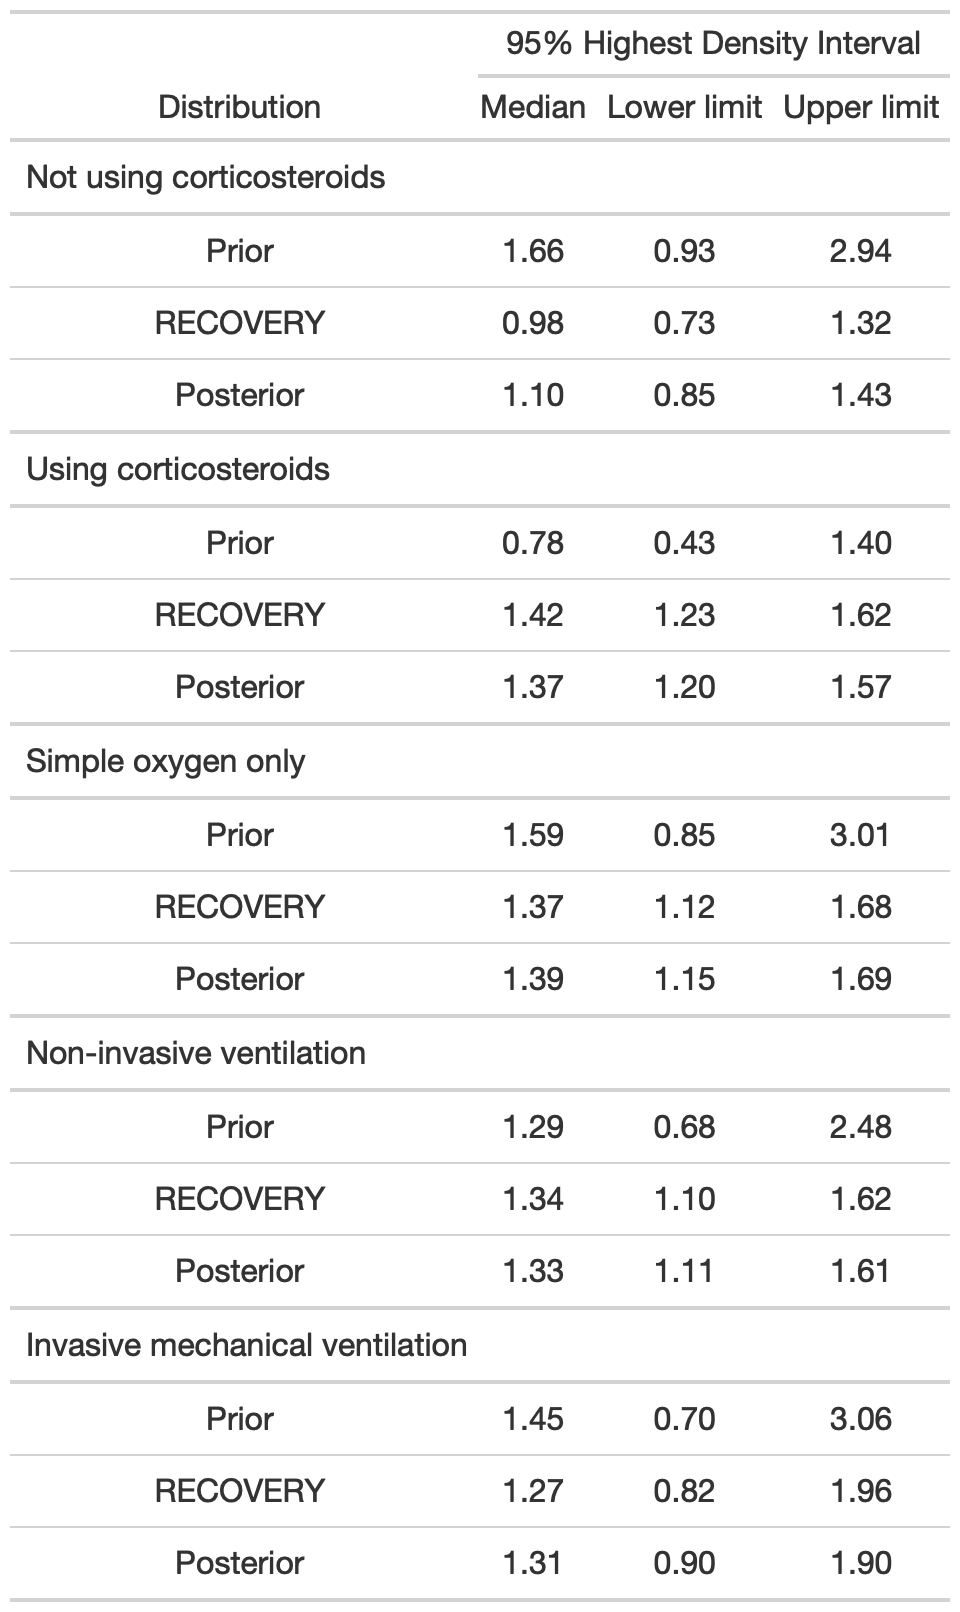 95% Highest Density Interval
Distribution Median Lower limit Upper limit
Not using corticosteroids
Prior 1.66 0.93 2.94
RECOVERY 0.98 0.73 1.32
Posterior 1.10 0.85 1.43
Using corticosteroids
Prior 0.78 0.43 1.40
RECOVERY 1.42 1.23 1.62
Posterior 1.37 1.20 1.57
Simple oxygen only
Prior 1.59 0.85 3.01
RECOVERY 1.37 1.12 1.68
Posterior 1.39 1.15 1.69
Non-invasive ventilation
Prior 1.29 0.68 2.48
RECOVERY 1.34 1.10 1.62
Posterior 1.33 1.11 1.61
Invasive mechanical ventilation
Prior 1.45 0.70 3.06
RECOVERY 1.27 0.82 1.96
Posterior 1.31 0.90 1.90